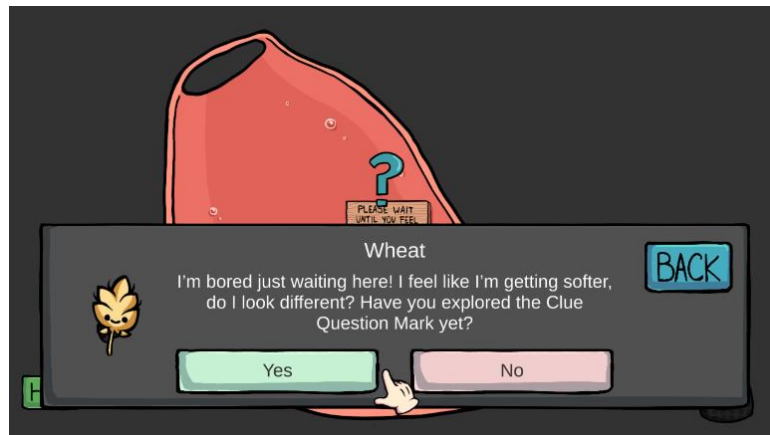 ?
PLEASE WAIT
UNTIL YOU FEEL
Wheat
BACK
I'm bored just waiting here! I feel like I'm getting softer,
do I look different? Have you explored the Clue
Question Mark yet?
Yes
No
H